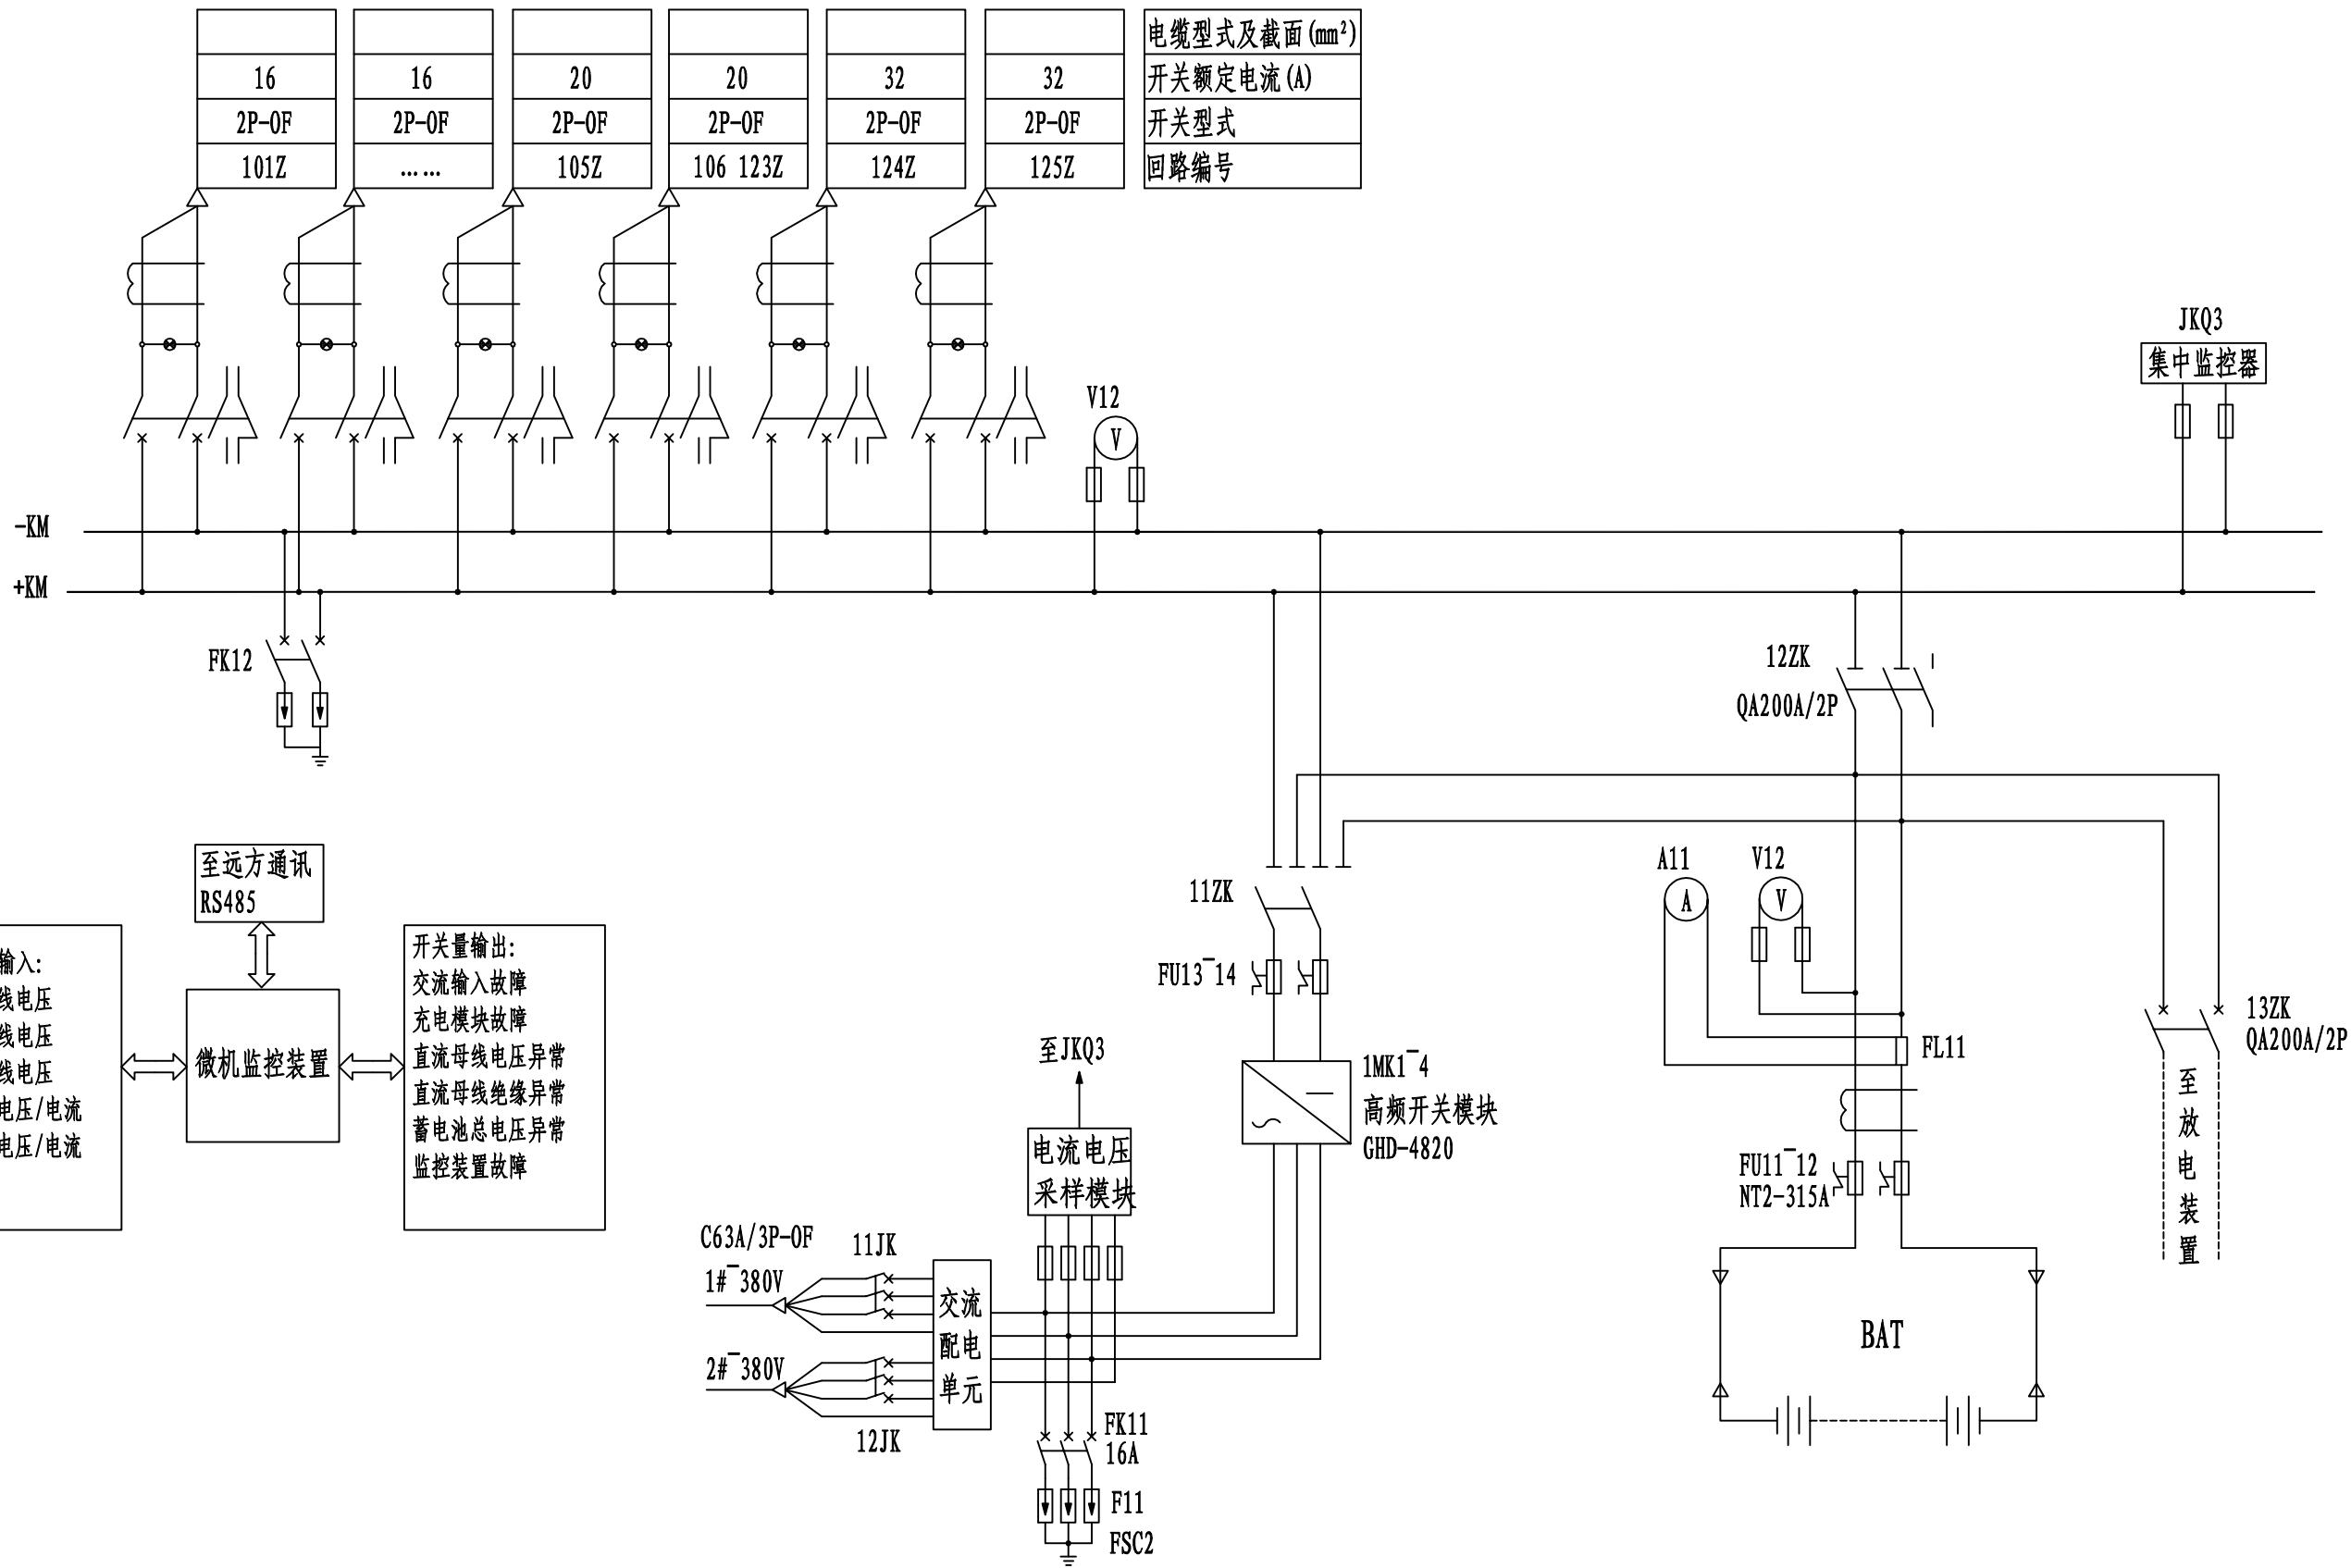 电缆型式及截面(mm²)
16 16 20 20 32 32 开关额定电流(A)
2P-OF 2P-OF 2P-OF 2P-OF 2P-OF 2P-OF 开关型式
101Z …… 105Z 106 123Z 124Z 125Z 回路编号
JKQ3
集中监控器
V12
V
-KM
+KM
FK12
12ZK
QA200A/2P
至远方通讯
RS485
输入:
线电压
线电压
线电压
电压/电流
电压/电流
微机监控装置
开关量输出:
交流输入故障
充电模块故障
直流母线电压异常
直流母线绝缘异常
蓄电池总电压异常
监控装置故障
11ZK
FU13‾14
A11
A
V12
V
FL11
13ZK
QA200A/2P
至放电装置
至JKQ3
电流电压
采样模块
1MK1‾4
高频开关模块
GHD-4820
FU11‾12
NT2-315A
C63A/3P-OF
11JK
1#‾380V
2#‾380V
12JK
交流
配电
单元
BAT
FK11
16A
F11
FSC2